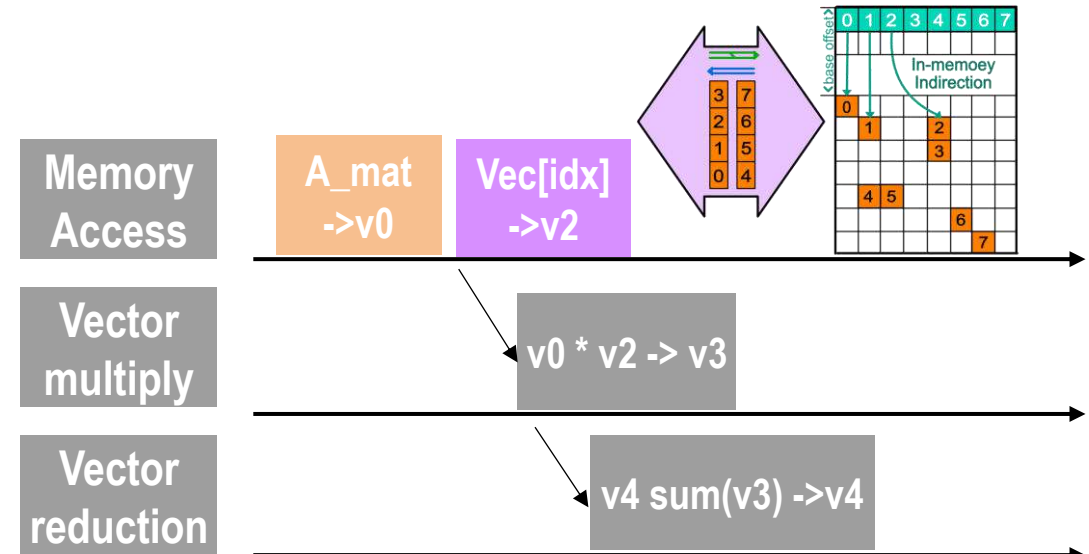 0 1 2 3 4 5 6 7
<base offset>
In-memoey
Indirection
3 7
2 6
1 5
0 4
0
1 2
3
4 5
6
7
Memory
Access
A_mat
->v0
Vec[idx]
->v2
Vector
multiply
v0 * v2 -> v3
Vector
reduction
v4 sum(v3) ->v4